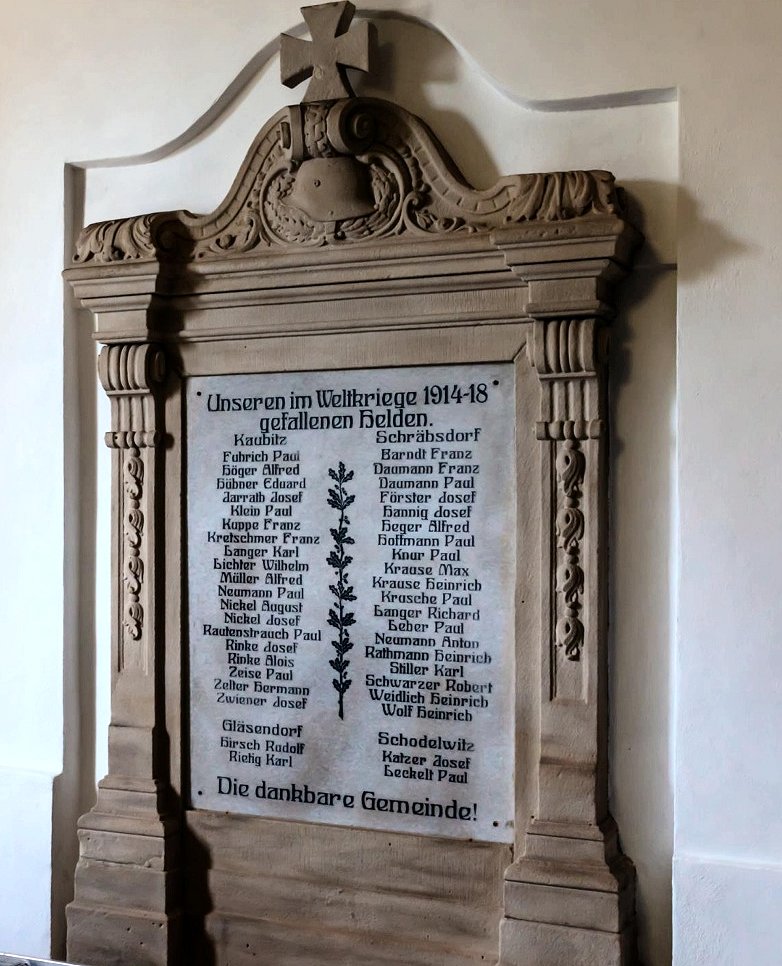 Unseren im Weltkriege 1914-18
gefallenen Helden.
Kaubitz
Fuhrich Paul
Höger Alfred
Hübner Eduard
Jarrath Josef
Klein Paul
Kuppe Franz
Kretschmer Franz
Langer Karl
Lichter Wilhelm
Müller Alfred
Neumann Paul
Nickel August
Nickel Josef
Rautenstrauch Paul
Rinke Josef
Rinke Alois
Zeise Paul
Zelter Hermann
Zwiener Josef
Gläsendorf
Hirsch Rudolf
Rietig Karl
Schräbsdorf
Barndt Franz
Daumann Franz
Daumann Paul
Förster Josef
Hannig Josef
Heger Alfred
Hoffmann Paul
Knur Paul
Krause Max
Krause Heinrich
Krusche Paul
Langer Richard
Leber Paul
Neumann Anton
Rathmann Heinrich
Stiller Karl
Schwarzer Robert
Weidlich Heinrich
Wolf Heinrich
Schodelwitz
Katzer Josef
Leckelt Paul
Die dankbare Gemeinde!